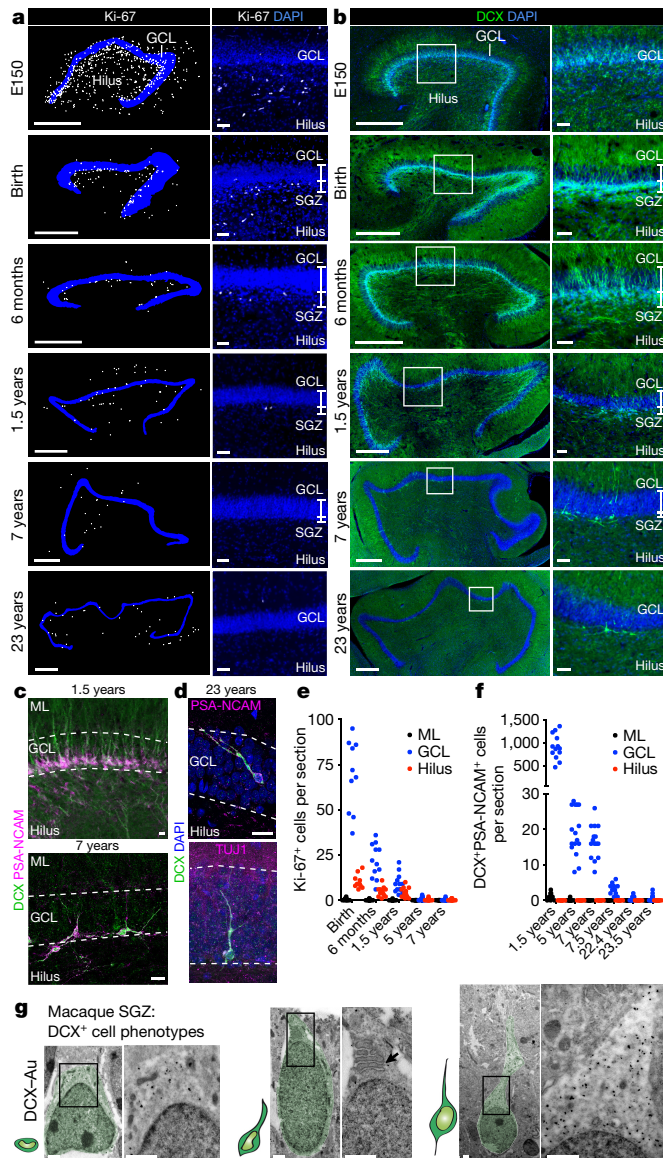 a
Ki-67
Ki-67 DAPI
E150
GCL
Hilus
GCL
Hilus
Birth
GCL
SGZ
Hilus
6 months
GCL
SGZ
Hilus
1.5 years
GCL
SGZ
Hilus
7 years
GCL
SGZ
Hilus
23 years
GCL
Hilus
b
DCX DAPI
E150
GCL
Hilus
GCL
Hilus
Birth
GCL
SGZ
Hilus
6 months
GCL
SGZ
Hilus
1.5 years
GCL
SGZ
Hilus
7 years
GCL
SGZ
Hilus
23 years
GCL
Hilus
c
1.5 years
DCX PSA-NCAM
ML
GCL
Hilus
7 years
ML
GCL
Hilus
d
23 years
DCX DAPI
PSA-NCAM
GCL
TUJ1
e
Ki-67+ cells per section
100
75
50
25
0
ML
GCL
Hilus
Birth
6 months
1.5 years
5 years
7 years
f
DCX+PSA-NCAM+ cells
per section
1,500
1,000
500
30
20
10
0
ML
GCL
Hilus
1.5 years
5 years
7 years
7.5 years
22.4 years
23.5 years
g
Macaque SGZ:
DCX+ cell phenotypes
DCX–Au